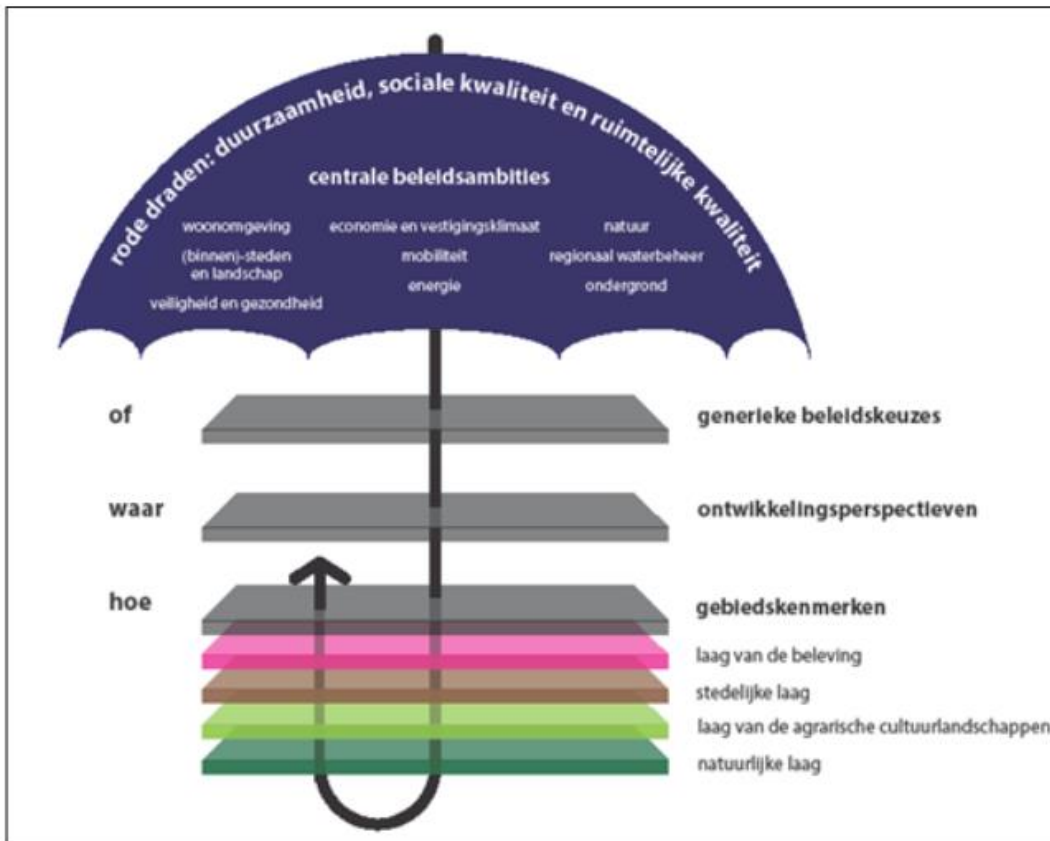 rode draden: duurzaamheid, sociale kwaliteit en ruimtelijke kwaliteit
centrale beleidsambities
woonomgeving
(binnen)-steden
en landschap
veiligheid en gezondheid
economie en vestigingsklimaat
mobiliteit
energie
natuur
regionaal waterbeheer
ondergrond
of
generieke beleidskeuzes
waar
ontwikkelingsperspectieven
hoe
gebiedskenmerken
laag van de beleving
stedelijke laag
laag van de agrarische cultuurlandschappen
natuurlijke laag